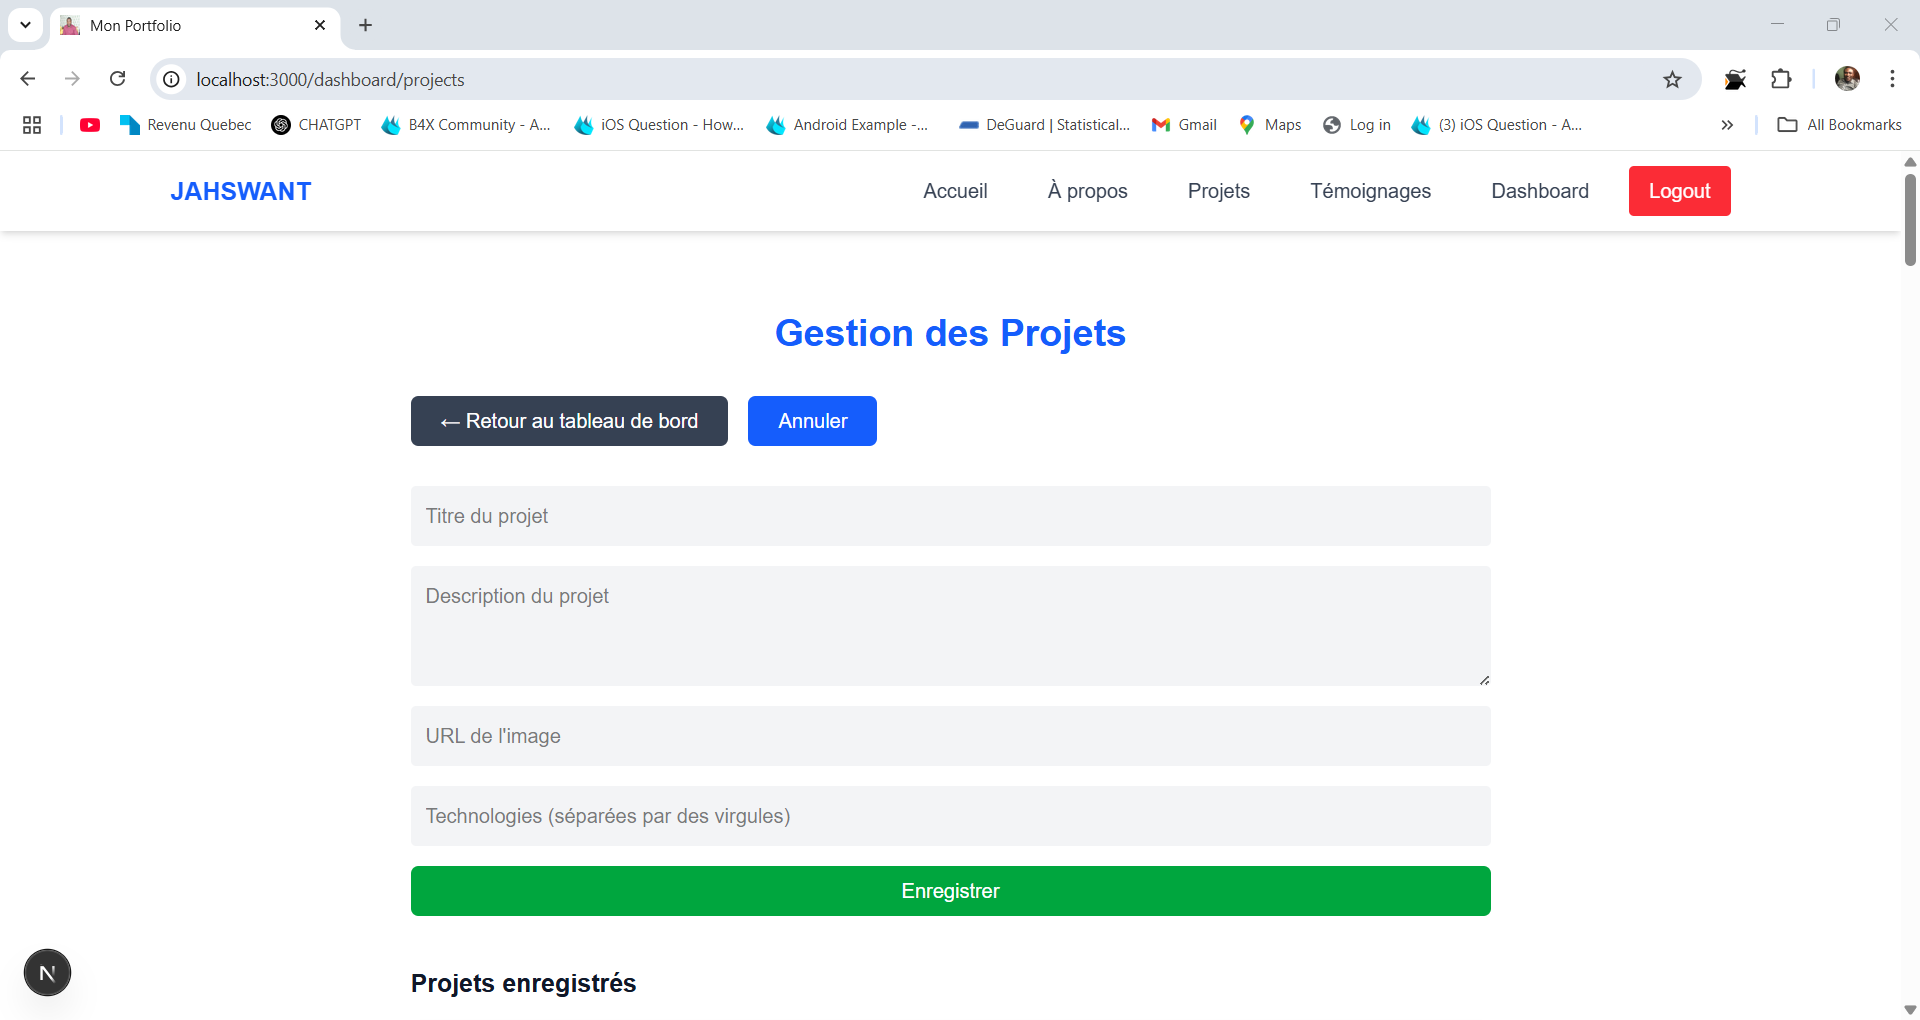 Mon Portfolio
localhost:3000/dashboard/projects
Revenu Quebec CHATGPT B4X Community - A... iOS Question - How... Android Example -... DeGuard | Statistical... Gmail Maps Log in (3) iOS Question - A... All Bookmarks
JAHSWANT Accueil À propos Projets Témoignages Dashboard Logout
Gestion des Projets
← Retour au tableau de bord Annuler
Titre du projet
Description du projet
URL de l'image
Technologies (séparées par des virgules)
Enregistrer
N
Projets enregistrés